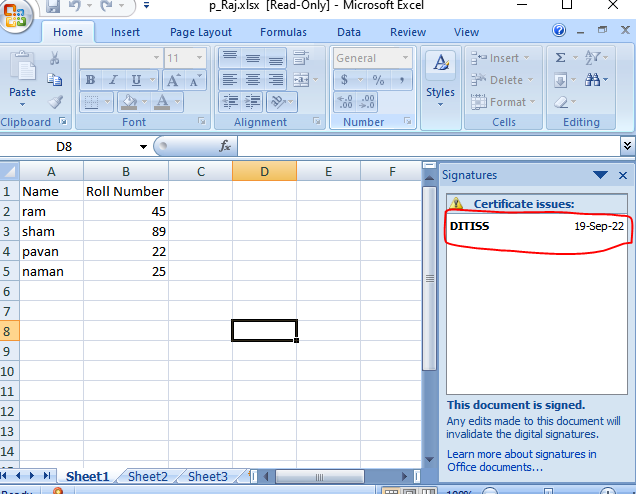 p_Raj.xlsx [Read-Only] - Microsoft Excel
Home Insert Page Layout Formulas Data Review View
Paste
11
B I U A A
A
General
$ % ,
.00
.00
Styles
Insert
Delete
Format
Σ
Clipboard Font Alignment Number Cells Editing
D8 fx
A B C D E F
1 Name Roll Number
2 ram 45
3 sham 89
4 pavan 22
5 naman 25
6
7
8
9
10
11
12
13
14
Sheet1 Sheet2 Sheet3
Signatures
Certificate issues:
DITISS 19-Sep-22
This document is signed.
Any edits made to this document will
invalidate the digital signatures.
Learn more about signatures in
Office documents...
Ready 100%